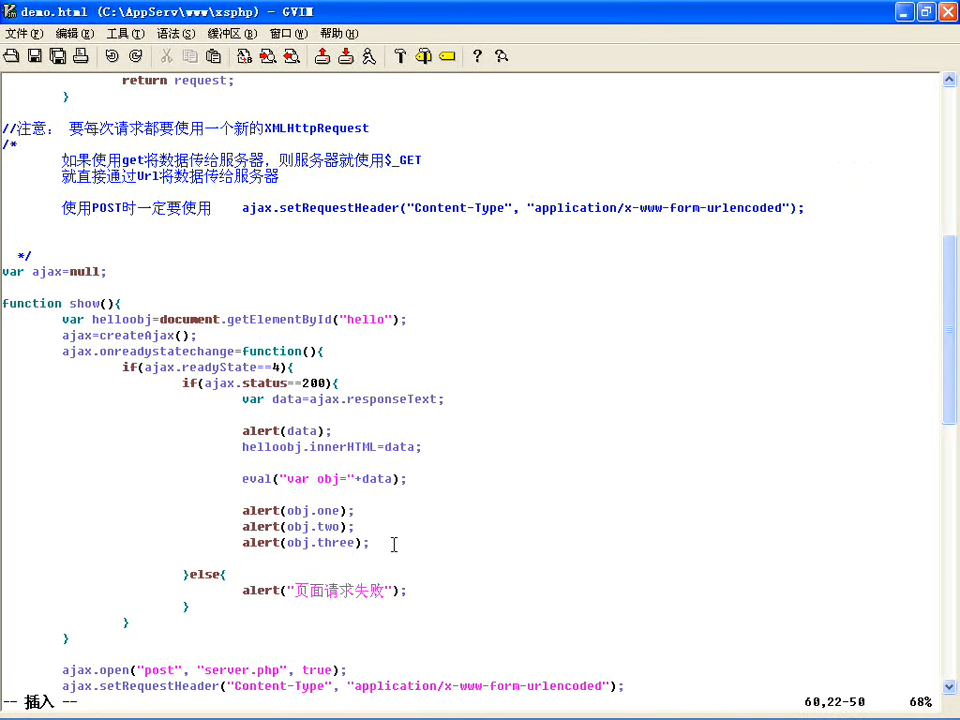 demo.html (C:\AppServ\www\xsphp) - GVIM
文件(F) 编辑(E) 工具(T) 语法(S) 缓冲区(B) 窗口(W) 帮助(H)
return request;
}
//注意： 要每次请求都要使用一个新的XMLHttpRequest
/*
如果使用get将数据传给服务器，则服务器就使用$_GET
就直接通过Url将数据传给服务器
使用POST时一定要使用 ajax.setRequestHeader("Content-Type", "application/x-www-form-urlencoded");
*/
var ajax=null;
function show(){
var helloobj=document.getElementById("hello");
ajax=createAjax();
ajax.onreadystatechange=function(){
if(ajax.readyState==4){
if(ajax.status==200){
var data=ajax.responseText;
alert(data);
helloobj.innerHTML=data;
eval("var obj="+data);
alert(obj.one);
alert(obj.two);
alert(obj.three);
}else{
alert("页面请求失败");
}
}
}
ajax.open("post", "server.php", true);
ajax.setRequestHeader("Content-Type", "application/x-www-form-urlencoded");
-- 插入 -- 60,22-50 68%